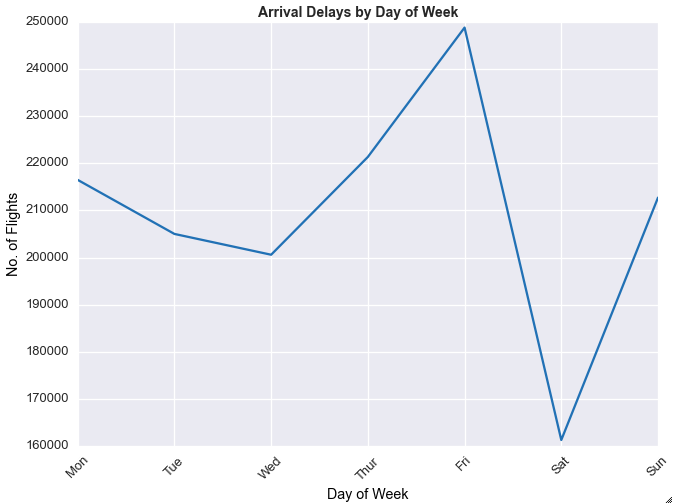 Arrival Delays by Day of Week
250000
240000
230000
220000
210000
200000
190000
180000
170000
160000
No. of Flights
Mon
Tue
Wed
Thur
Fri
Sat
Sun
Day of Week